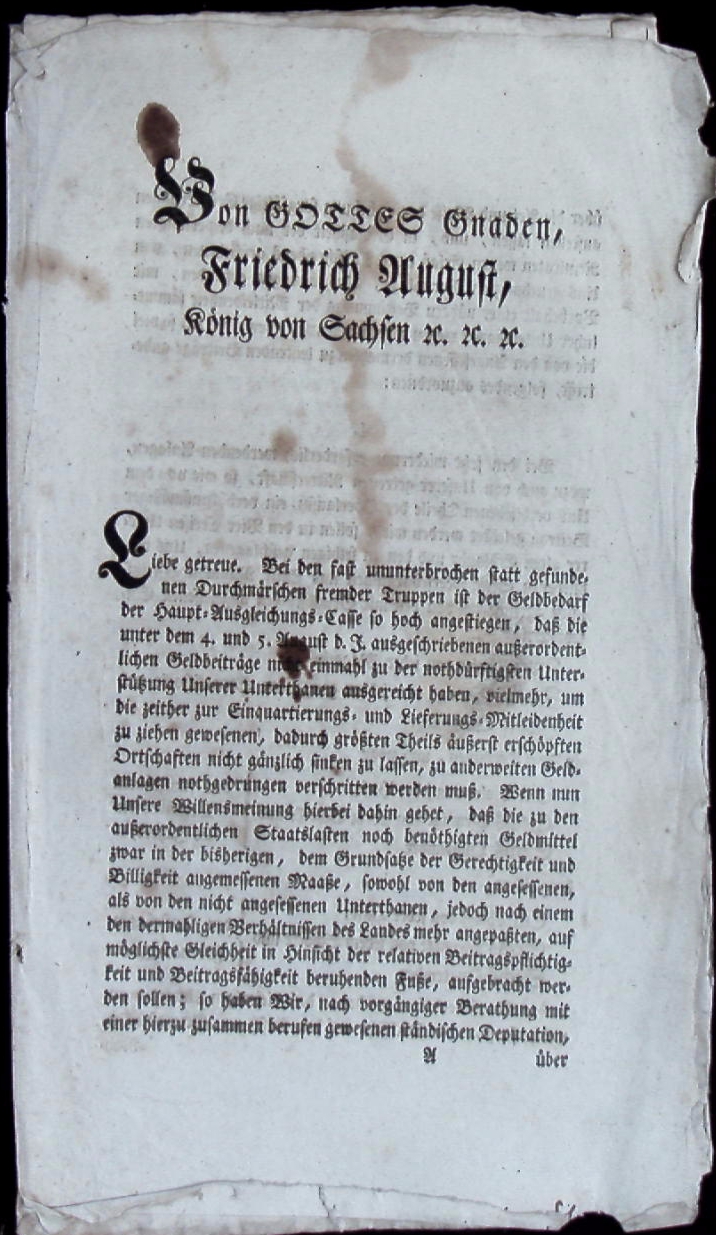 Von GOTTES Gnaden,
Friedrich August,
König von Sachsen ꝛc. ꝛc. ꝛc.
Liebe getreue. Bei den fast ununterbrochen statt gefunde-
nen Durchmärschen fremder Truppen ist der Geldbedarf
der Haupt-Ausgleichungs-Casse so hoch angestiegen, daß die
unter dem 4. und 5. August d. J. ausgeschriebenen außerordent-
lichen Geldbeiträge nicht einmahl zu der nothdürftigsten Unter-
stützung Unserer Unterthanen ausgereicht haben, vielmehr, um
die zeither zur Einquartierungs- und Lieferungs-Mitleidenheit
zu ziehen gewesenen, dadurch größten Theils äußerst erschöpften
Ortschaften nicht gänzlich sinken zu lassen, zu anderweiten Geld-
anlagen nothgedrungen verschritten werden muß. Wenn nun
Unsere Willensmeinung hierbei dahin gehet, daß die zu den
außerordentlichen Staatslasten noch benöthigten Geldmittel
zwar in der bisherigen, dem Grundsatze der Gerechtigkeit und
Billigkeit angemessenen Maaße, sowohl von den angesessenen,
als von den nicht angesessenen Unterthanen, jedoch nach einem
den dermahligen Verhältnissen des Landes mehr angepaßten, auf
möglichste Gleichheit in Hinsicht der relativen Beitragspflichtig-
keit und Beitragsfähigkeit beruhenden Fuße, aufgebracht wer-
den sollen; so haben Wir, nach vorgängiger Berathung mit
einer hierzu zusammen berufen gewesenen ständischen Deputation,
A über